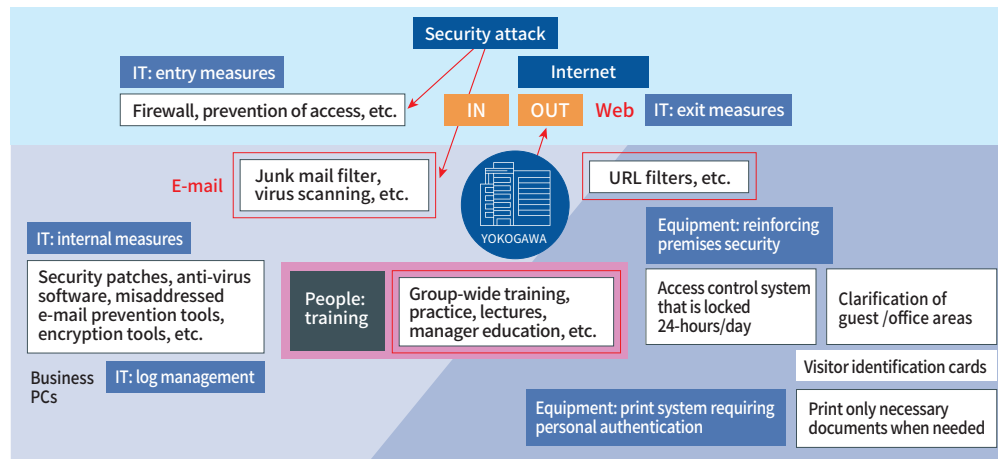 Security attack
IT: entry measures
Internet
Firewall, prevention of access, etc.
IN
OUT
Web
IT: exit measures
E-mail
Junk mail filter,
virus scanning, etc.
URL filters, etc.
YOKOGAWA
IT: internal measures
Security patches, anti-virus
software, misaddressed
e-mail prevention tools,
encryption tools, etc.
Business
PCs
IT: log management
People:
training
Group-wide training,
practice, lectures,
manager education, etc.
Equipment: reinforcing
premises security
Access control system
that is locked
24-hours/day
Clarification of
guest /office areas
Visitor identification cards
Equipment: print system requiring
personal authentication
Print only necessary
documents when needed